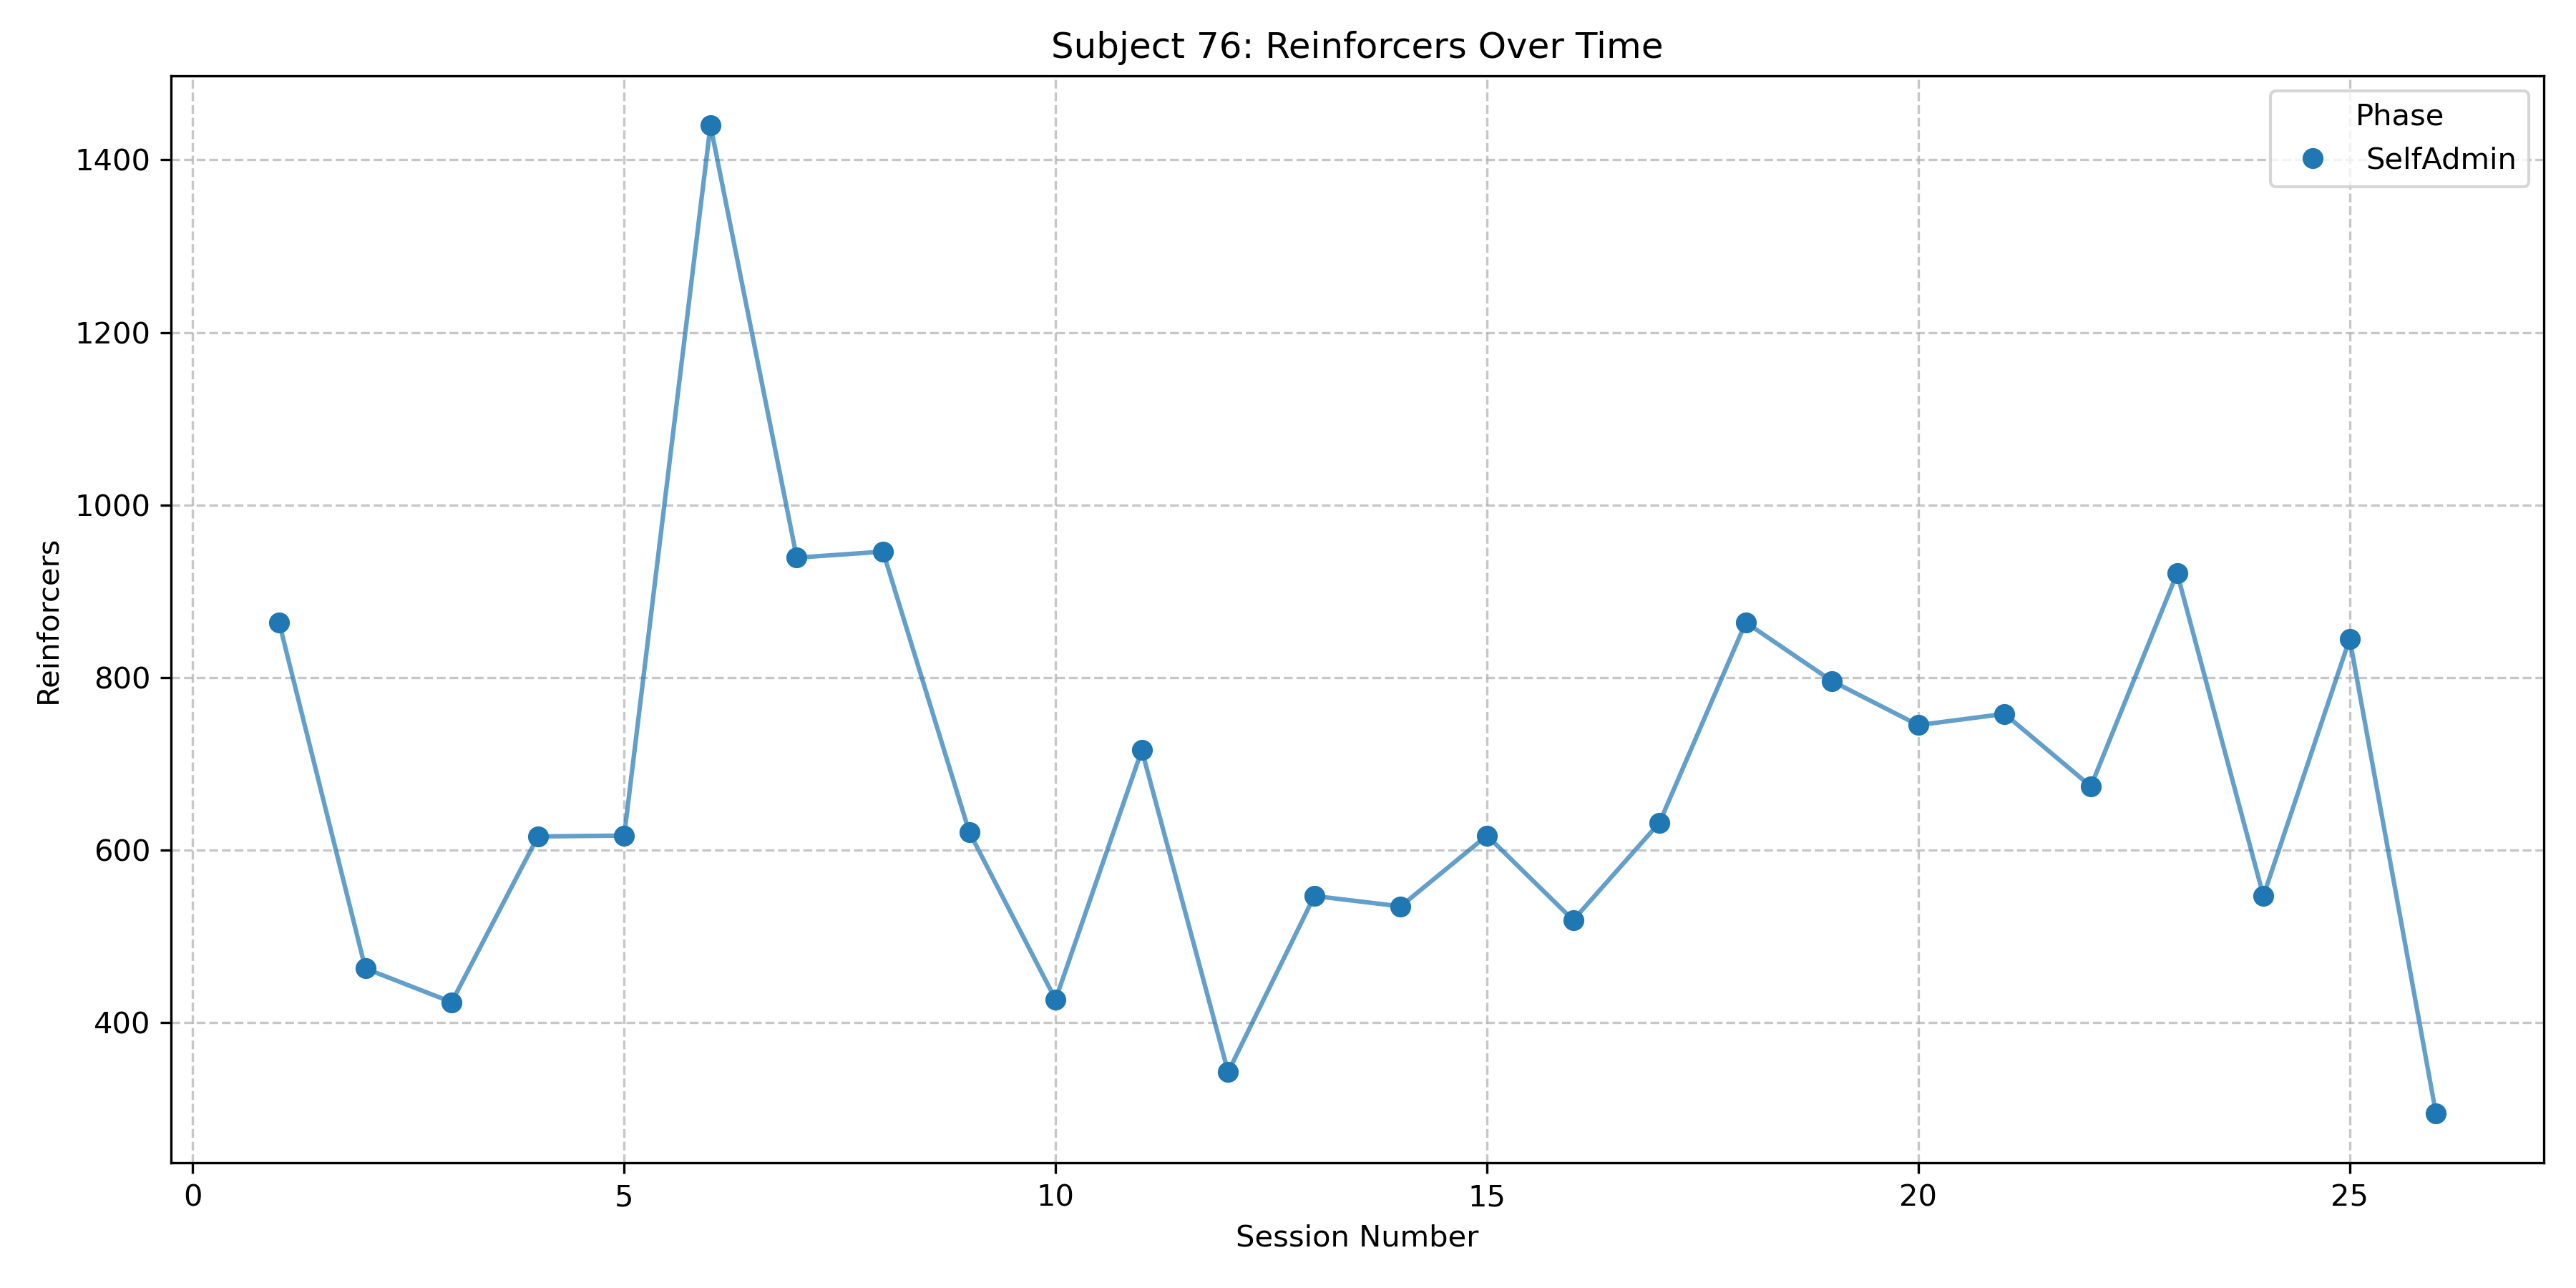 Subject 76: Reinforcers Over Time
Phase
SelfAdmin
1400
1200
1000
800
600
400
Reinforcers
0 5 10 15 20 25
Session Number